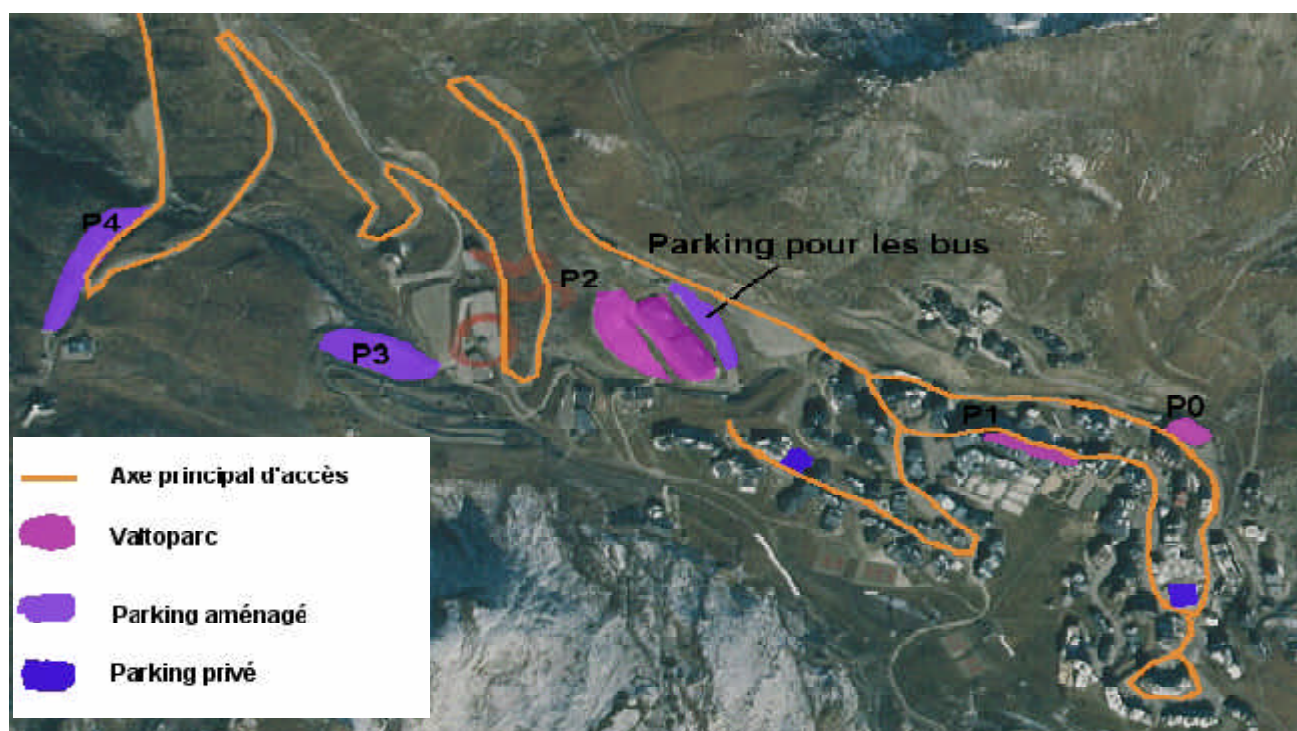 P4
Parking pour les bus
P2
P3
P1
P0
Axe principal d'accès
Valtoparc
Parking aménagé
Parking privé